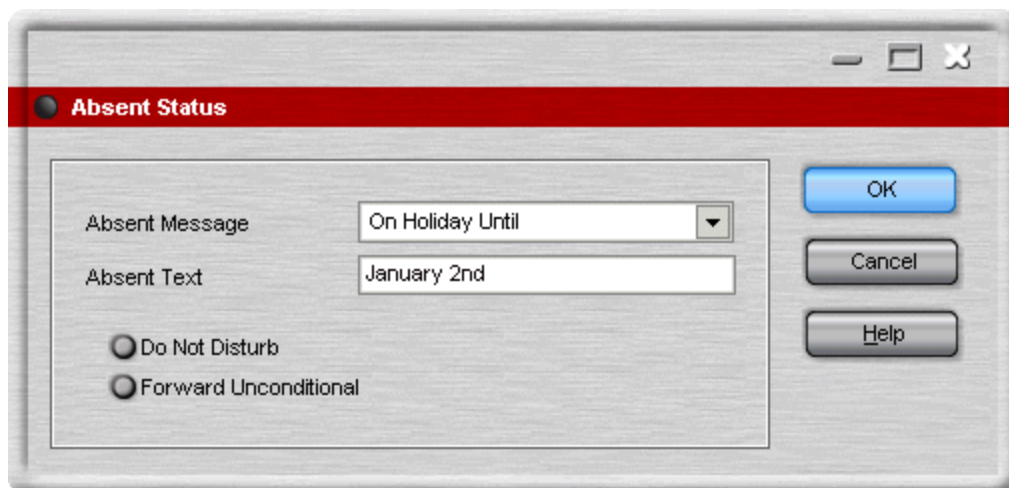 Absent Status
Absent Message
On Holiday Until
OK
Absent Text
January 2nd
Cancel
Do Not Disturb
Help
Forward Unconditional